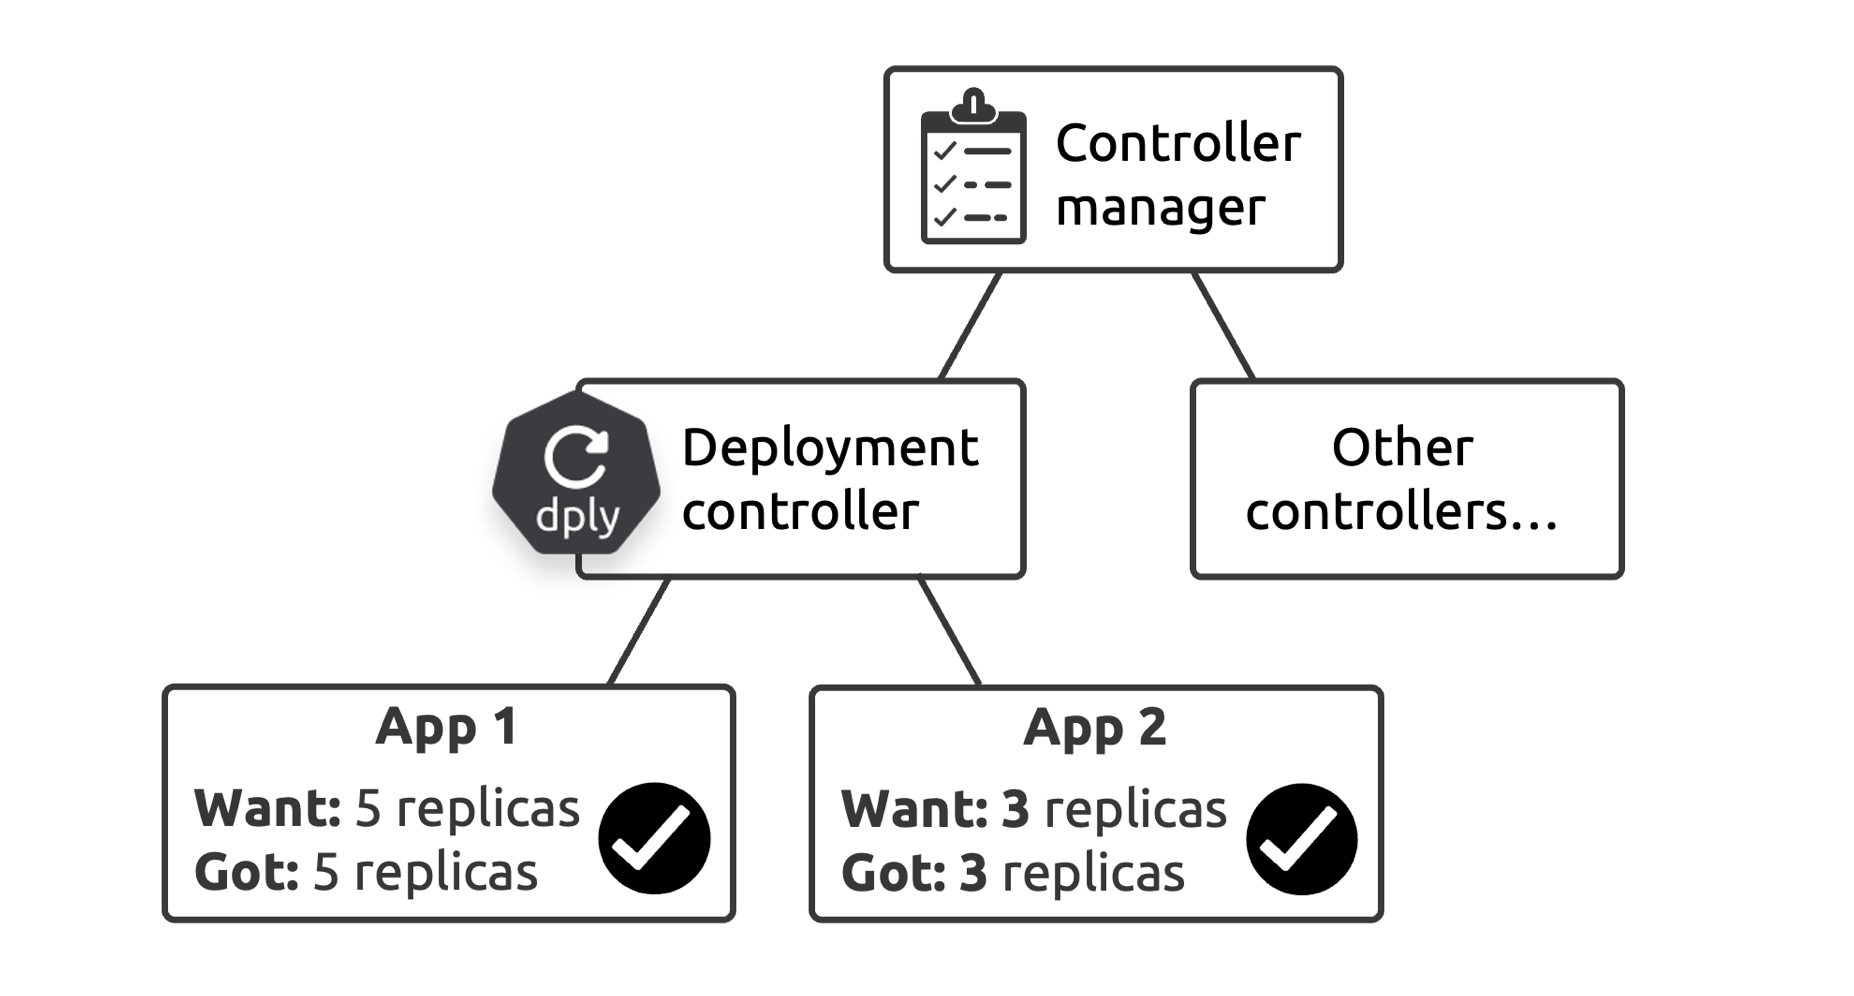 Controller
manager
dply
Deployment
controller
Other
controllers...
App 1
Want: 5 replicas
Got: 5 replicas
App 2
Want: 3 replicas
Got: 3 replicas